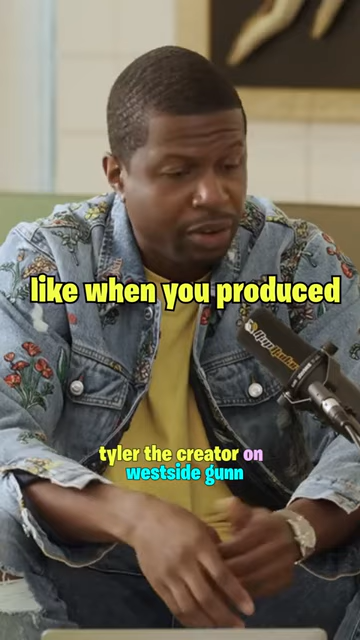 like when you produced
tyler the creator on
westside gunn